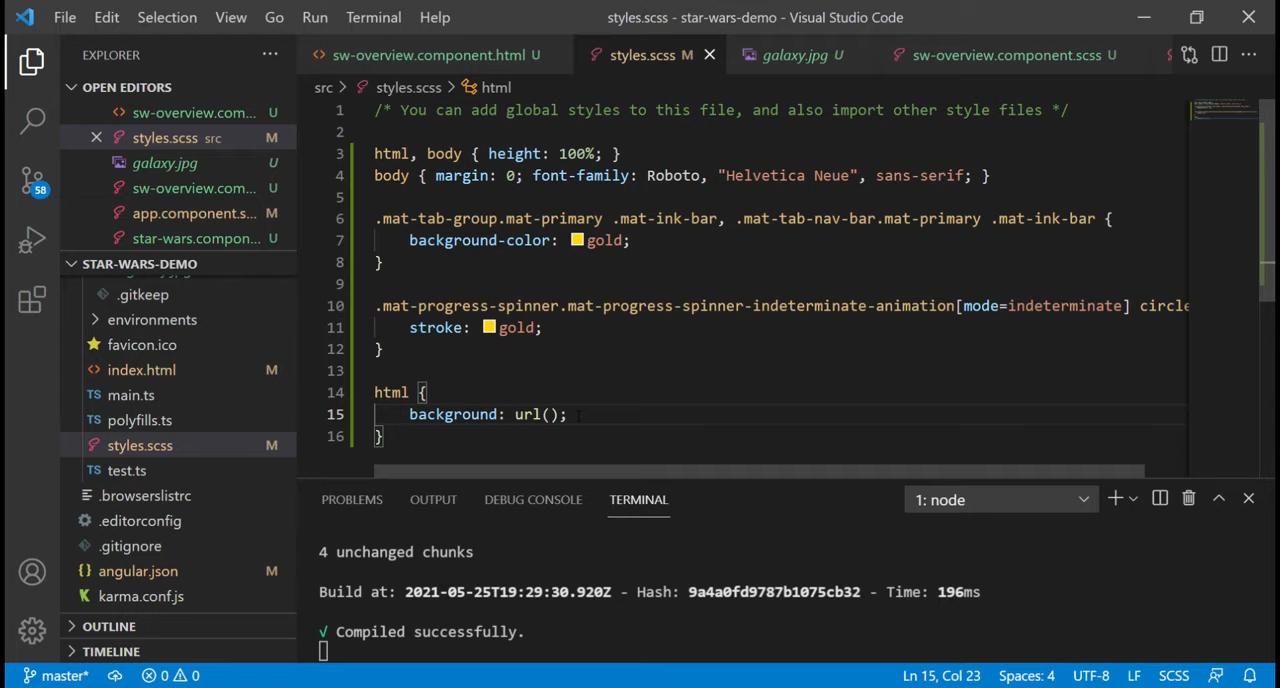 File Edit Selection View Go Run Terminal Help styles.scss - star-wars-demo - Visual Studio Code
EXPLORER
OPEN EDITORS
sw-overview.com... U
styles.scss src M
galaxy.jpg U
sw-overview.com... U
app.component.s... M
star-wars.compon... U
STAR-WARS-DEMO
.gitkeep
environments
favicon.ico
index.html M
main.ts
polyfills.ts
styles.scss M
test.ts
.browserslistrc
.editorconfig
.gitignore
angular.json M
karma.conf.js
OUTLINE
TIMELINE
58
sw-overview.component.html U styles.scss M galaxy.jpg U sw-overview.component.scss U
src > styles.scss > html
1 /* You can add global styles to this file, and also import other style files */
2
3 html, body { height: 100%; }
4 body { margin: 0; font-family: Roboto, "Helvetica Neue", sans-serif; }
5
6 .mat-tab-group.mat-primary .mat-ink-bar, .mat-tab-nav-bar.mat-primary .mat-ink-bar {
7 background-color: gold;
8 }
9
10 .mat-progress-spinner.mat-progress-spinner-indeterminate-animation[mode=indeterminate] circle
11 stroke: gold;
12 }
13
14 html {
15 background: url();
16 }
PROBLEMS OUTPUT DEBUG CONSOLE TERMINAL 1: node
4 unchanged chunks
Build at: 2021-05-25T19:29:30.920Z - Hash: 9a4a0fd9787b1075cb32 - Time: 196ms
√ Compiled successfully.
master* 0 0 Ln 15, Col 23 Spaces: 4 UTF-8 LF SCSS